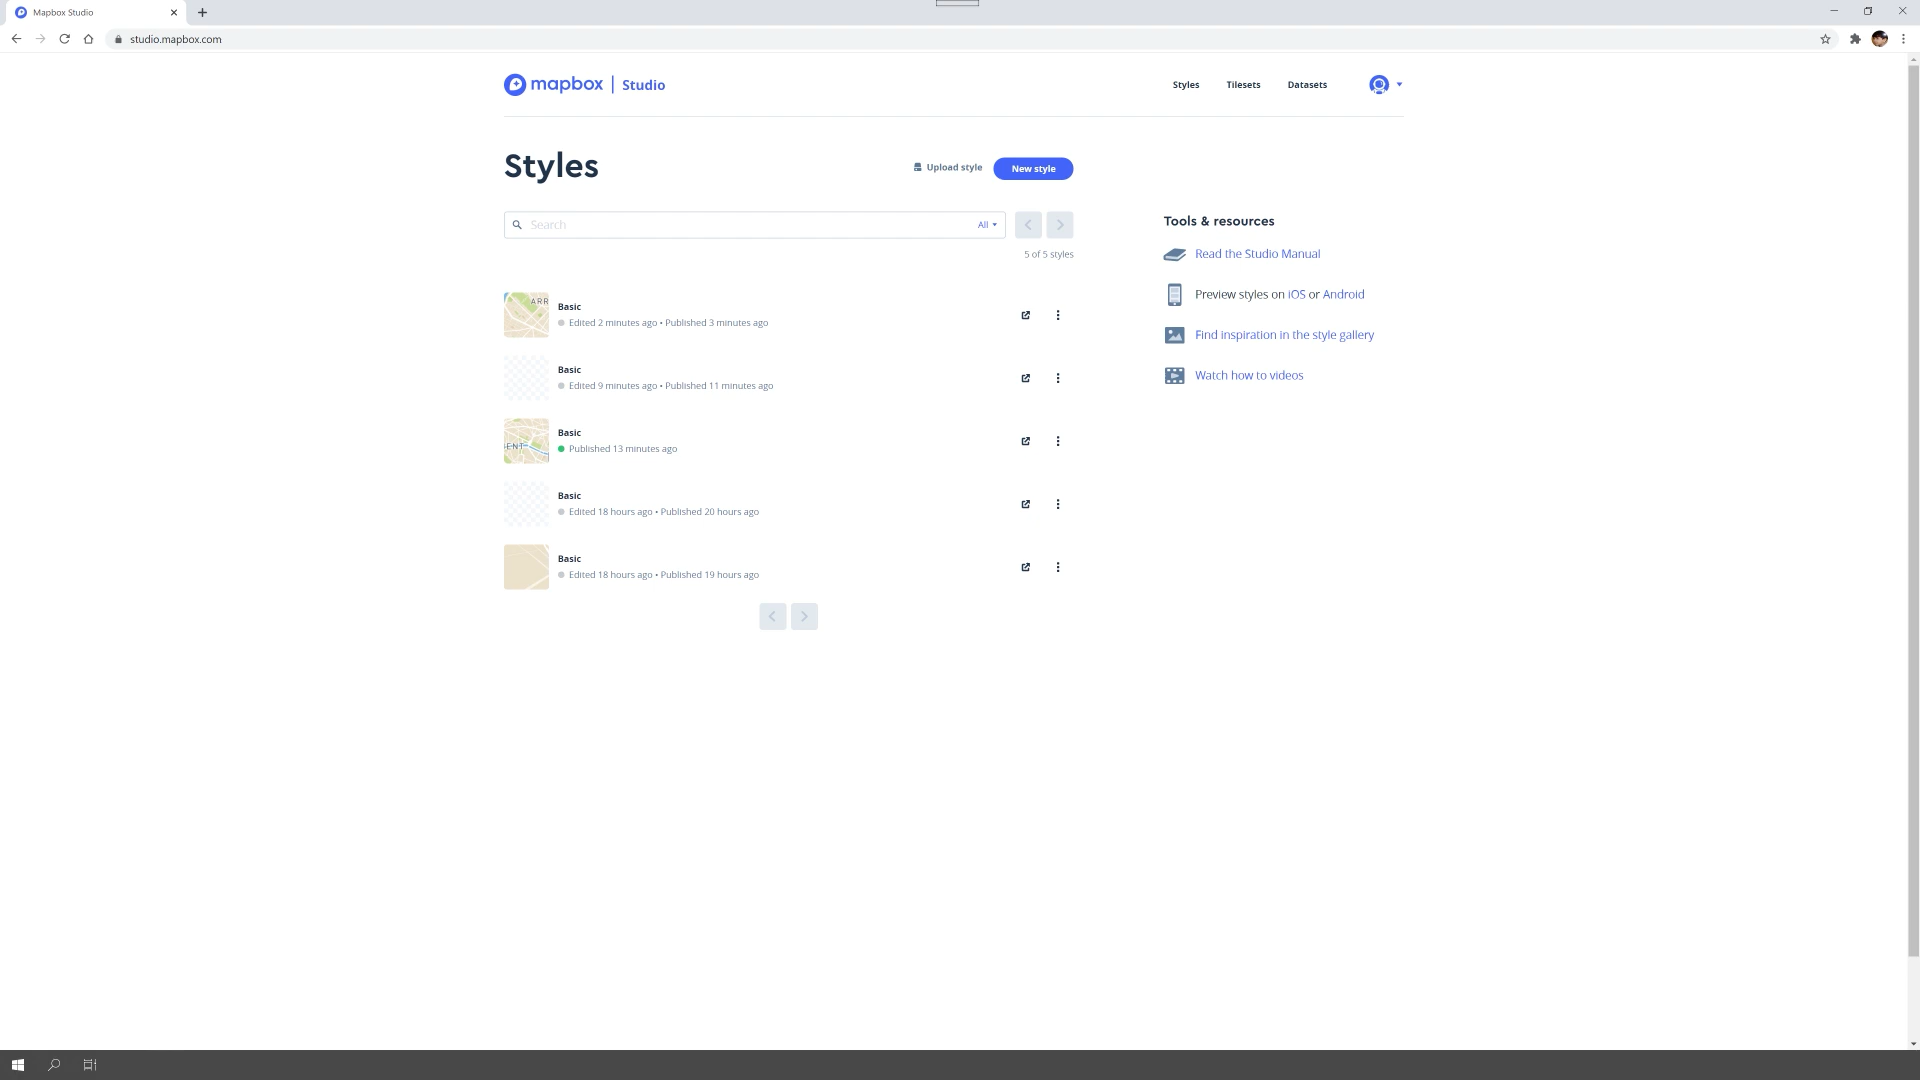 Mapbox Studio
studio.mapbox.com
mapbox | Studio
Styles
Tilesets
Datasets
Styles
Upload style
New style
Search
All
5 of 5 styles
ARR
Basic
Edited 2 minutes ago • Published 3 minutes ago
Basic
Edited 9 minutes ago • Published 11 minutes ago
ENT
Basic
Published 13 minutes ago
Basic
Edited 18 hours ago • Published 20 hours ago
Basic
Edited 18 hours ago • Published 19 hours ago
Tools & resources
Read the Studio Manual
Preview styles on iOS or Android
Find inspiration in the style gallery
Watch how to videos